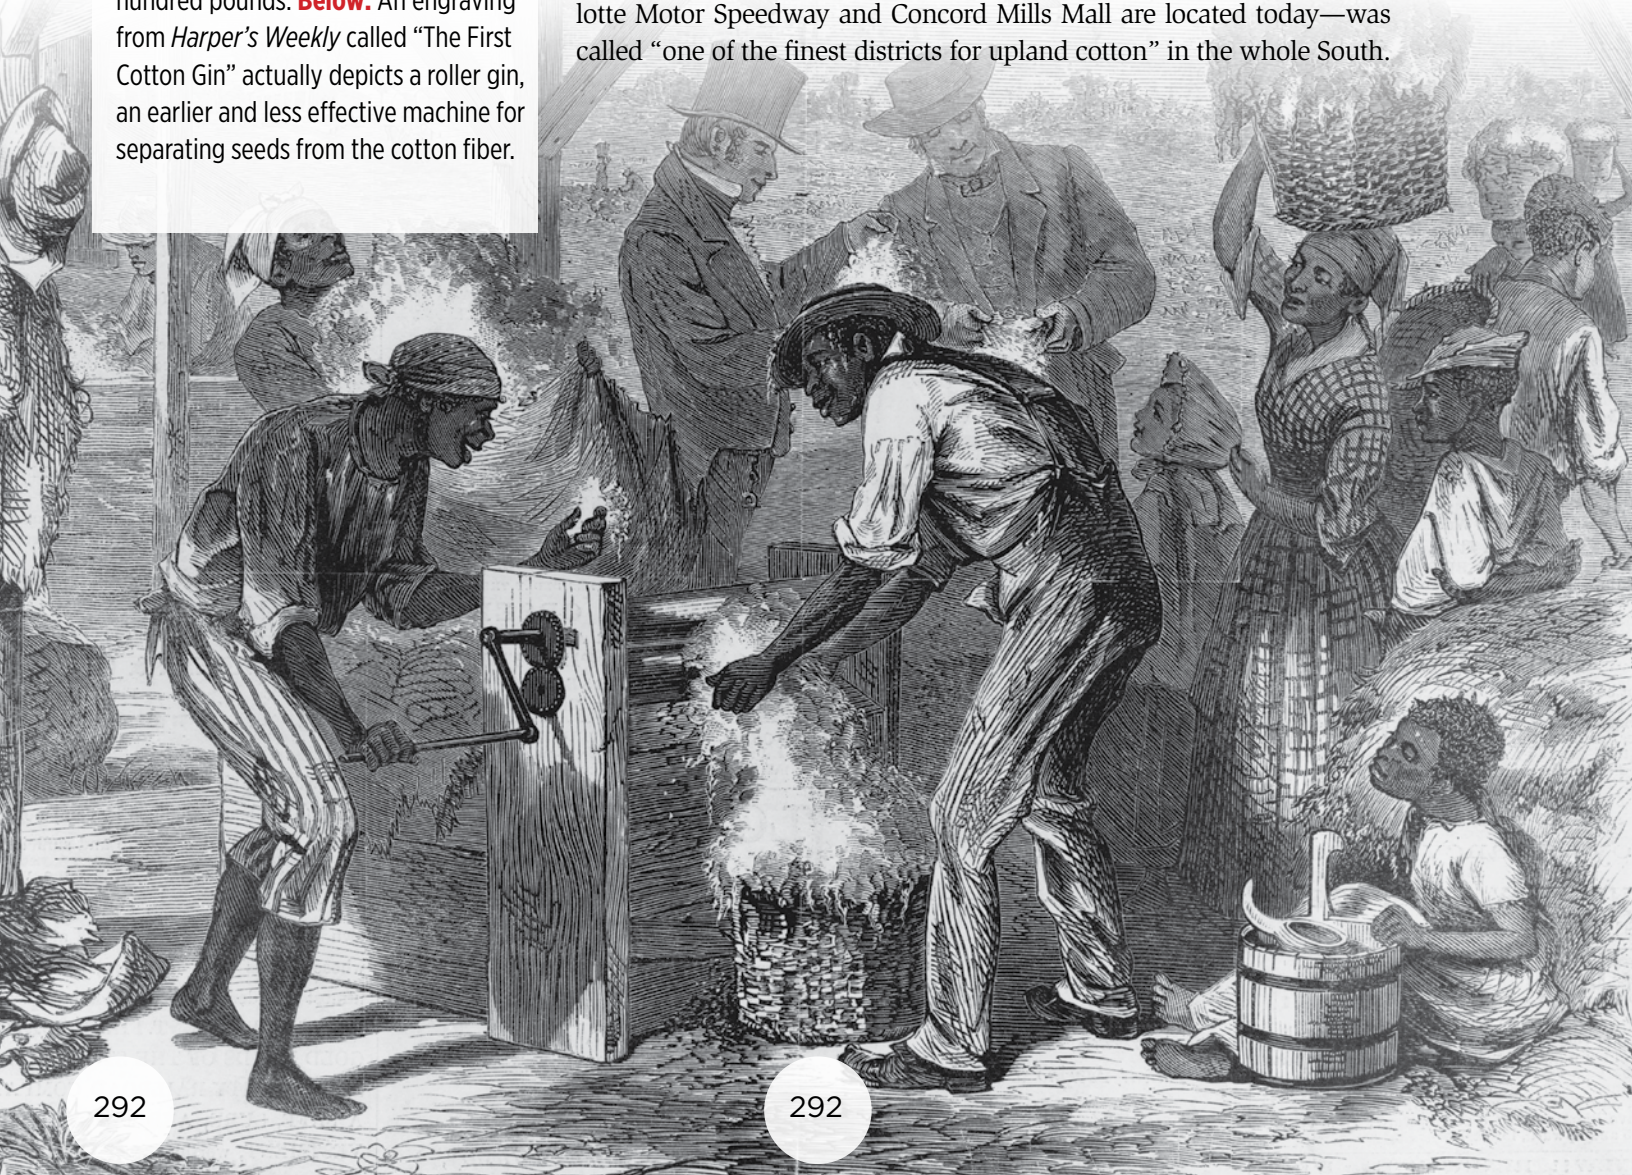 hundred pounds. Below: An engraving
from Harper's Weekly called “The First
Cotton Gin” actually depicts a roller gin,
an earlier and less effective machine for
separating seeds from the cotton fiber.
lotte Motor Speedway and Concord Mills Mall are located today—was
called “one of the finest districts for upland cotton” in the whole South.
292
292